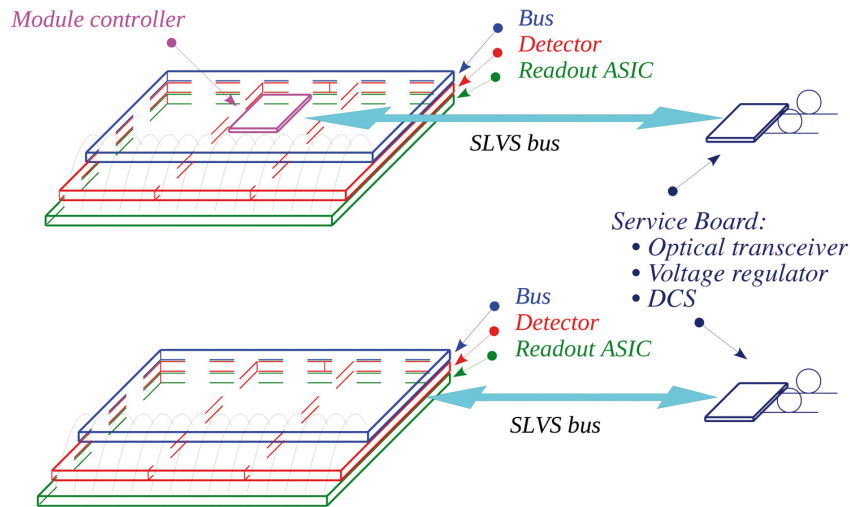 Module controller
Bus
Detector
Readout ASIC
SLVS bus
Service Board:
• Optical transceiver
• Voltage regulator
• DCS
Bus
Detector
Readout ASIC
SLVS bus